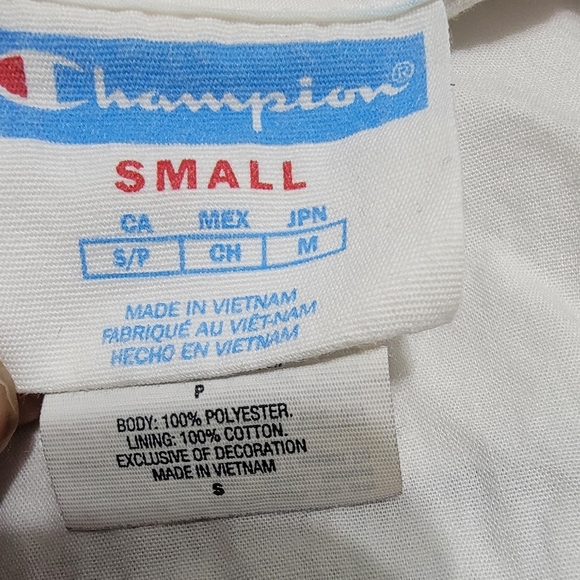 Champion®
SMALL
CA MEX JPN
S/P CH M
MADE IN VIETNAM
FABRIQUÉ AU VIÊT-NAM
HECHO EN VIETNAM
P
BODY: 100% POLYESTER.
LINING: 100% COTTON.
EXCLUSIVE OF DECORATION
MADE IN VIETNAM
S